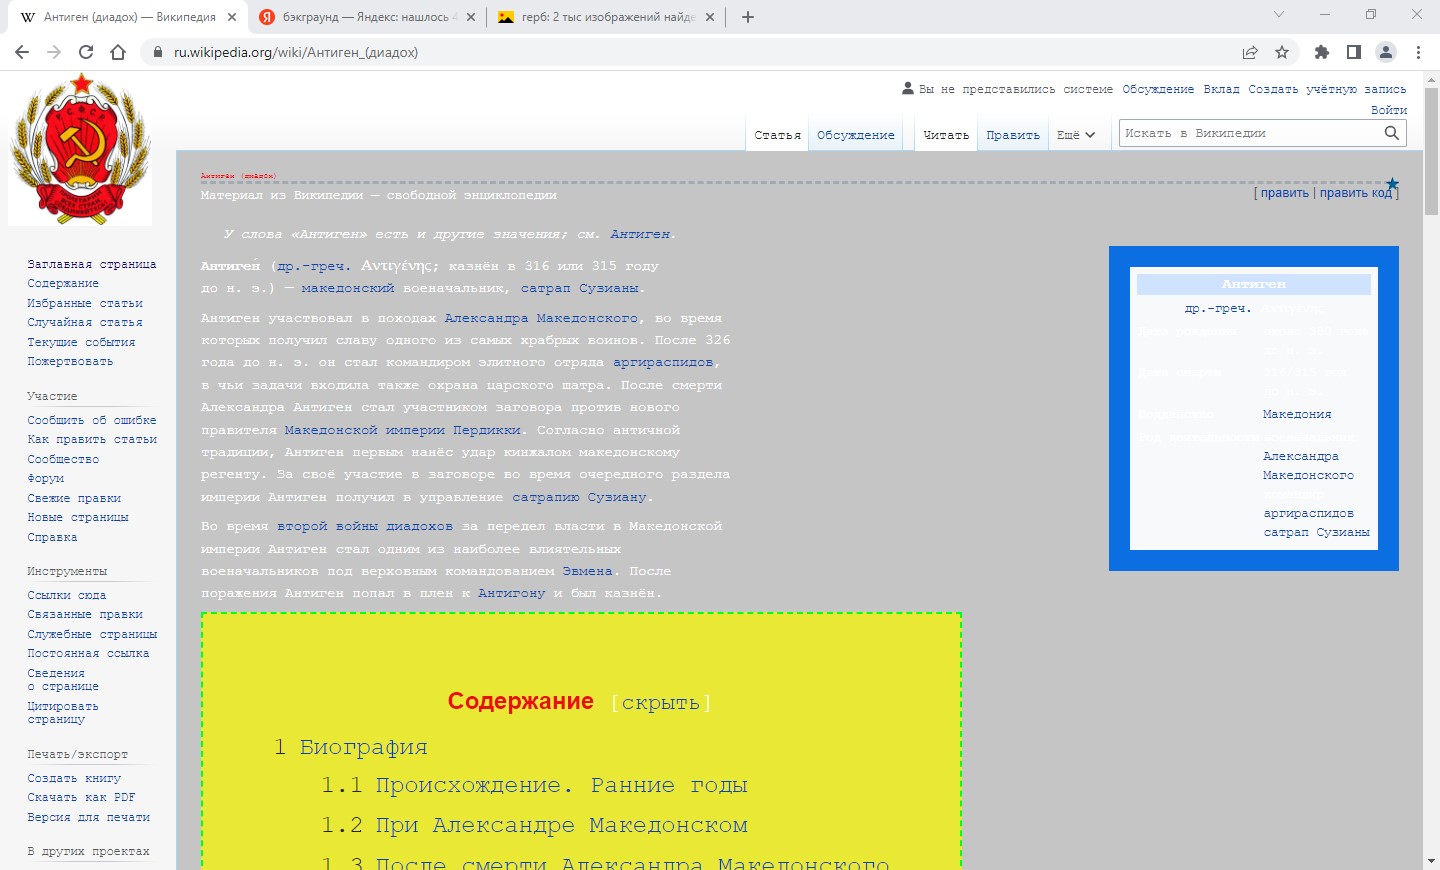 Антиген (диадох) — Википедия
бэкграунд — Яндекс: нашлось 4
герб: 2 тыс изображений найде
ru.wikipedia.org/wiki/Антиген_(диадох)
Вы не представились системе Обсуждение Вклад Создать учётную запись
Войти
Статья Обсуждение Читать Править Ещё Искать в Википедии
Р.С.Ф.С.Р.
Заглавная страница
Содержание
Избранные статьи
Случайная статья
Текущие события
Пожертвовать
Участие
Сообщить об ошибке
Как править статьи
Сообщество
Форум
Свежие правки
Новые страницы
Справка
Инструменты
Ссылки сюда
Связанные правки
Служебные страницы
Постоянная ссылка
Сведения
о странице
Цитировать
страницу
Печать/экспорт
Создать книгу
Скачать как PDF
Версия для печати
В других проектах
Антиген (диадох)
Материал из Википедии — свободной энциклопедии
[ править | править код ]
У слова «Антиген» есть и другие значения; см. Антиген.
Антиге́н (др.-греч. Αντιγένης; казнён в 316 или 315 году
до н. э.) — македонский военачальник, сатрап Сузианы.
Антиген участвовал в походах Александра Македонского, во время
которых получил славу одного из самых храбрых воинов. После 326
года до н. э. он стал командиром элитного отряда аргираспидов,
в чьи задачи входила также охрана царского шатра. После смерти
Александра Антиген стал участником заговора против нового
правителя Македонской империи Пердикки. Согласно античной
традиции, Антиген первым нанёс удар кинжалом македонскому
регенту. За своё участие в заговоре во время очередного раздела
империи Антиген получил в управление сатрапию Сузиану.
Во время второй войны диадохов за передел власти в Македонской
империи Антиген стал одним из наиболее влиятельных
военачальников под верховным командованием Эвмена. После
поражения Антиген попал в плен к Антигону и был казнён.
Антиген
др.-греч.
Македония
Александра
Македонского
аргираспидов
сатрап Сузианы
Содержание [скрыть]
1 Биография
1.1 Происхождение. Ранние годы
1.2 При Александре Македонском
1.3 После смерти Александра Македонского